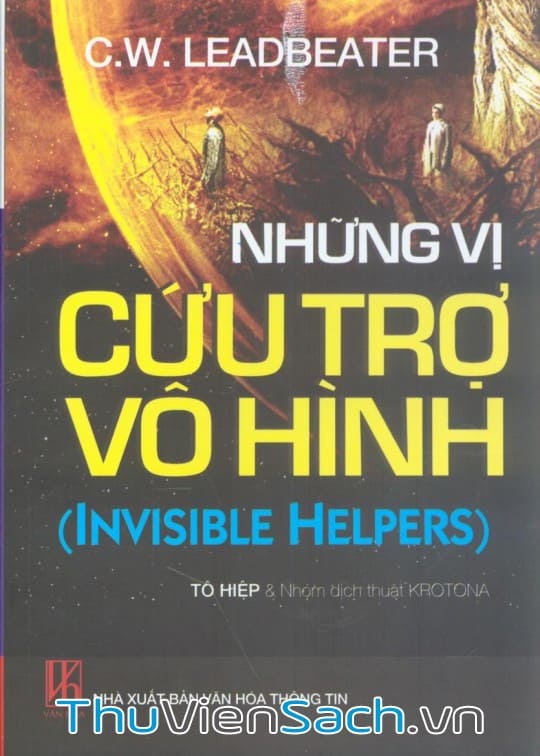 C.W. LEADBEATER
NHỮNG VỊ
CỨU TRỢ
VÔ HÌNH
(INVISIBLE HELPERS)
TÔ HIỆP & Nhóm dịch thuật KROTONA
NHÀ XUẤT BẢN VĂN HÓA THÔNG TIN
ThuVienSach.vn